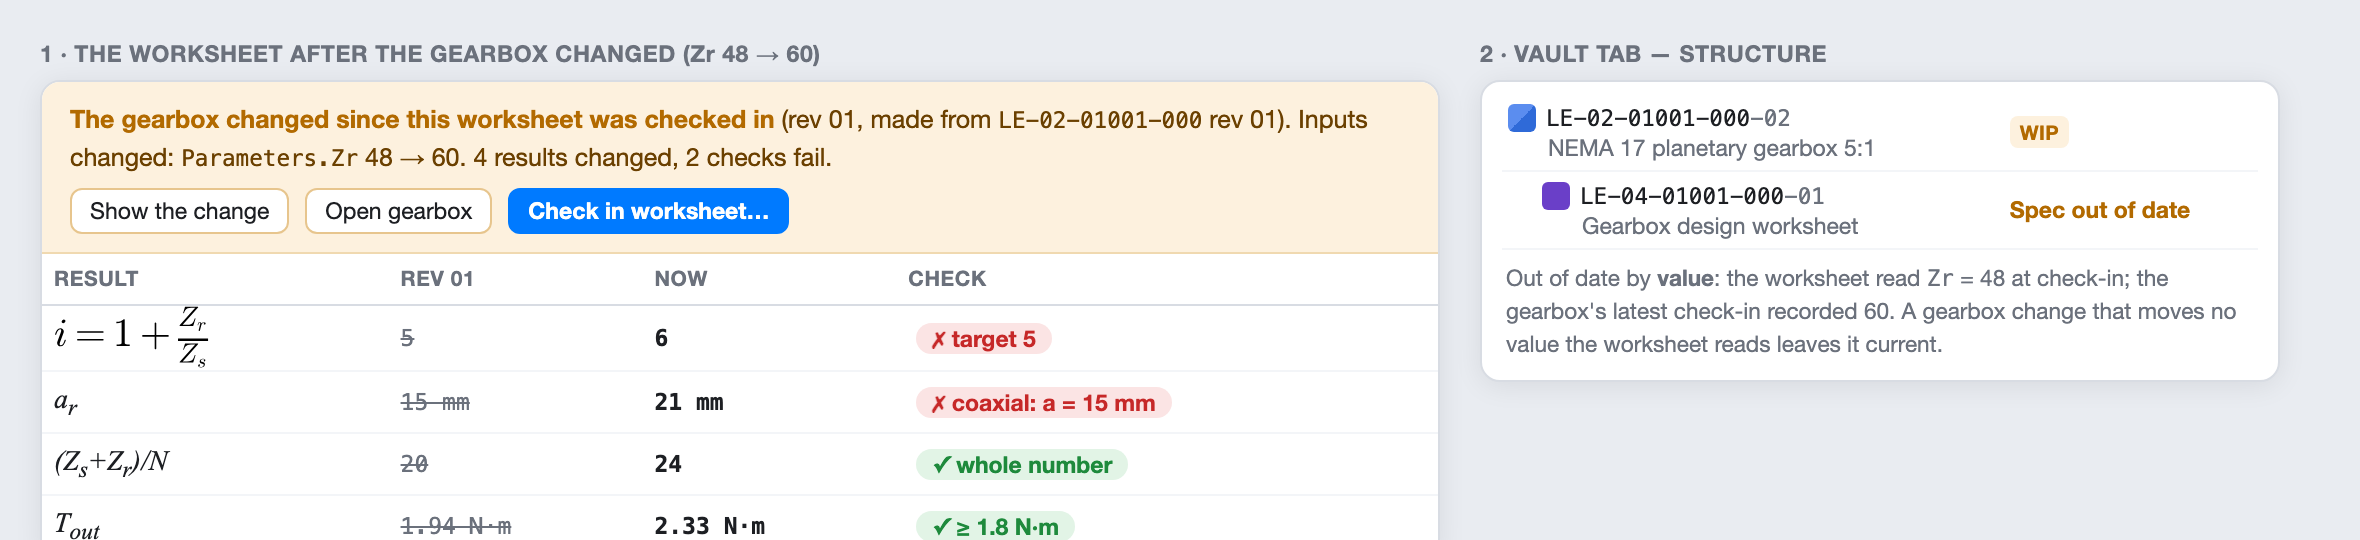 1 · THE WORKSHEET AFTER THE GEARBOX CHANGED (Zr 48 → 60)
The gearbox changed since this worksheet was checked in (rev 01, made from LE-02-01001-000 rev 01). Inputs
changed: Parameters.Zr 48 → 60. 4 results changed, 2 checks fail.
Show the change Open gearbox Check in worksheet...
RESULT REV 01 NOW CHECK
i = 1 + Zr/Zs 5 6 ✗ target 5
ar 15 mm 21 mm ✗ coaxial: a = 15 mm
(Zs+Zr)/N 20 24 ✓ whole number
Tout 1.94 N·m 2.33 N·m ✓ ≥ 1.8 N·m
2 · VAULT TAB — STRUCTURE
LE-02-01001-000-02 WIP
NEMA 17 planetary gearbox 5:1
LE-04-01001-000-01 Spec out of date
Gearbox design worksheet
Out of date by value: the worksheet read Zr = 48 at check-in; the
gearbox's latest check-in recorded 60. A gearbox change that moves no
value the worksheet reads leaves it current.